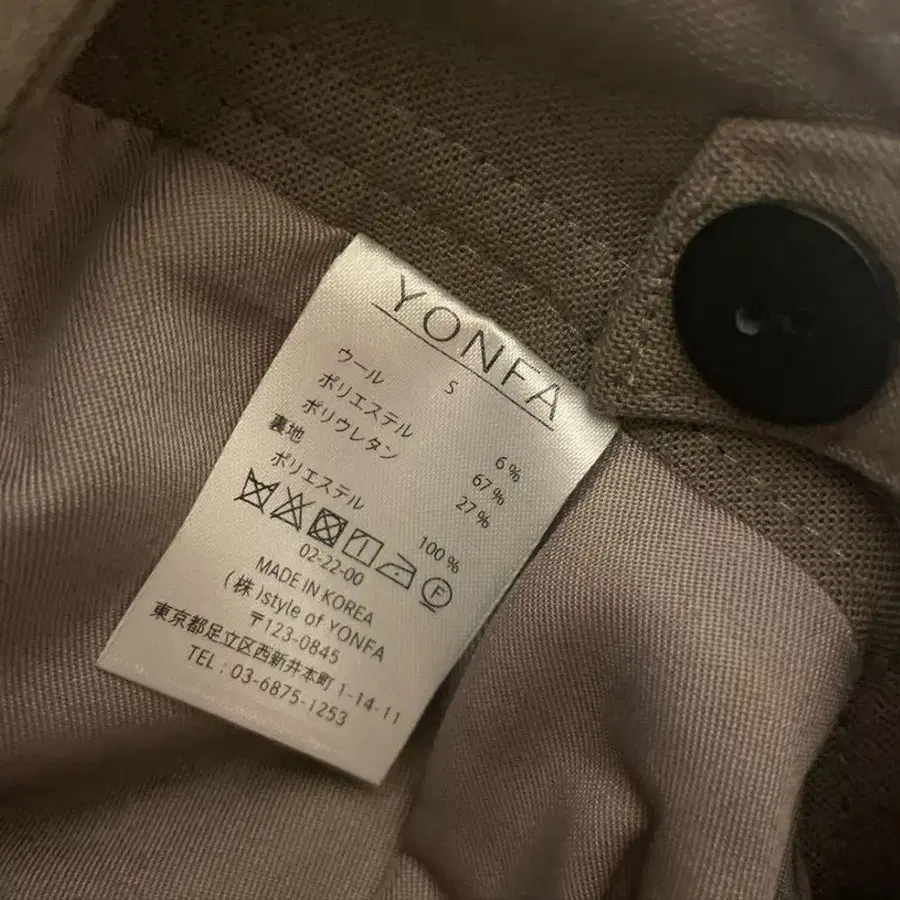 YONFA
S
ウール 6%
ポリエステル 67%
ポリウレタン 27%
裏地
ポリエステル 100%
F
02-22-00
MADE IN KOREA
(株)style of YONFA
〒123-0845
東京都足立区西新井本町 1-14-11
TEL : 03-6875-1253